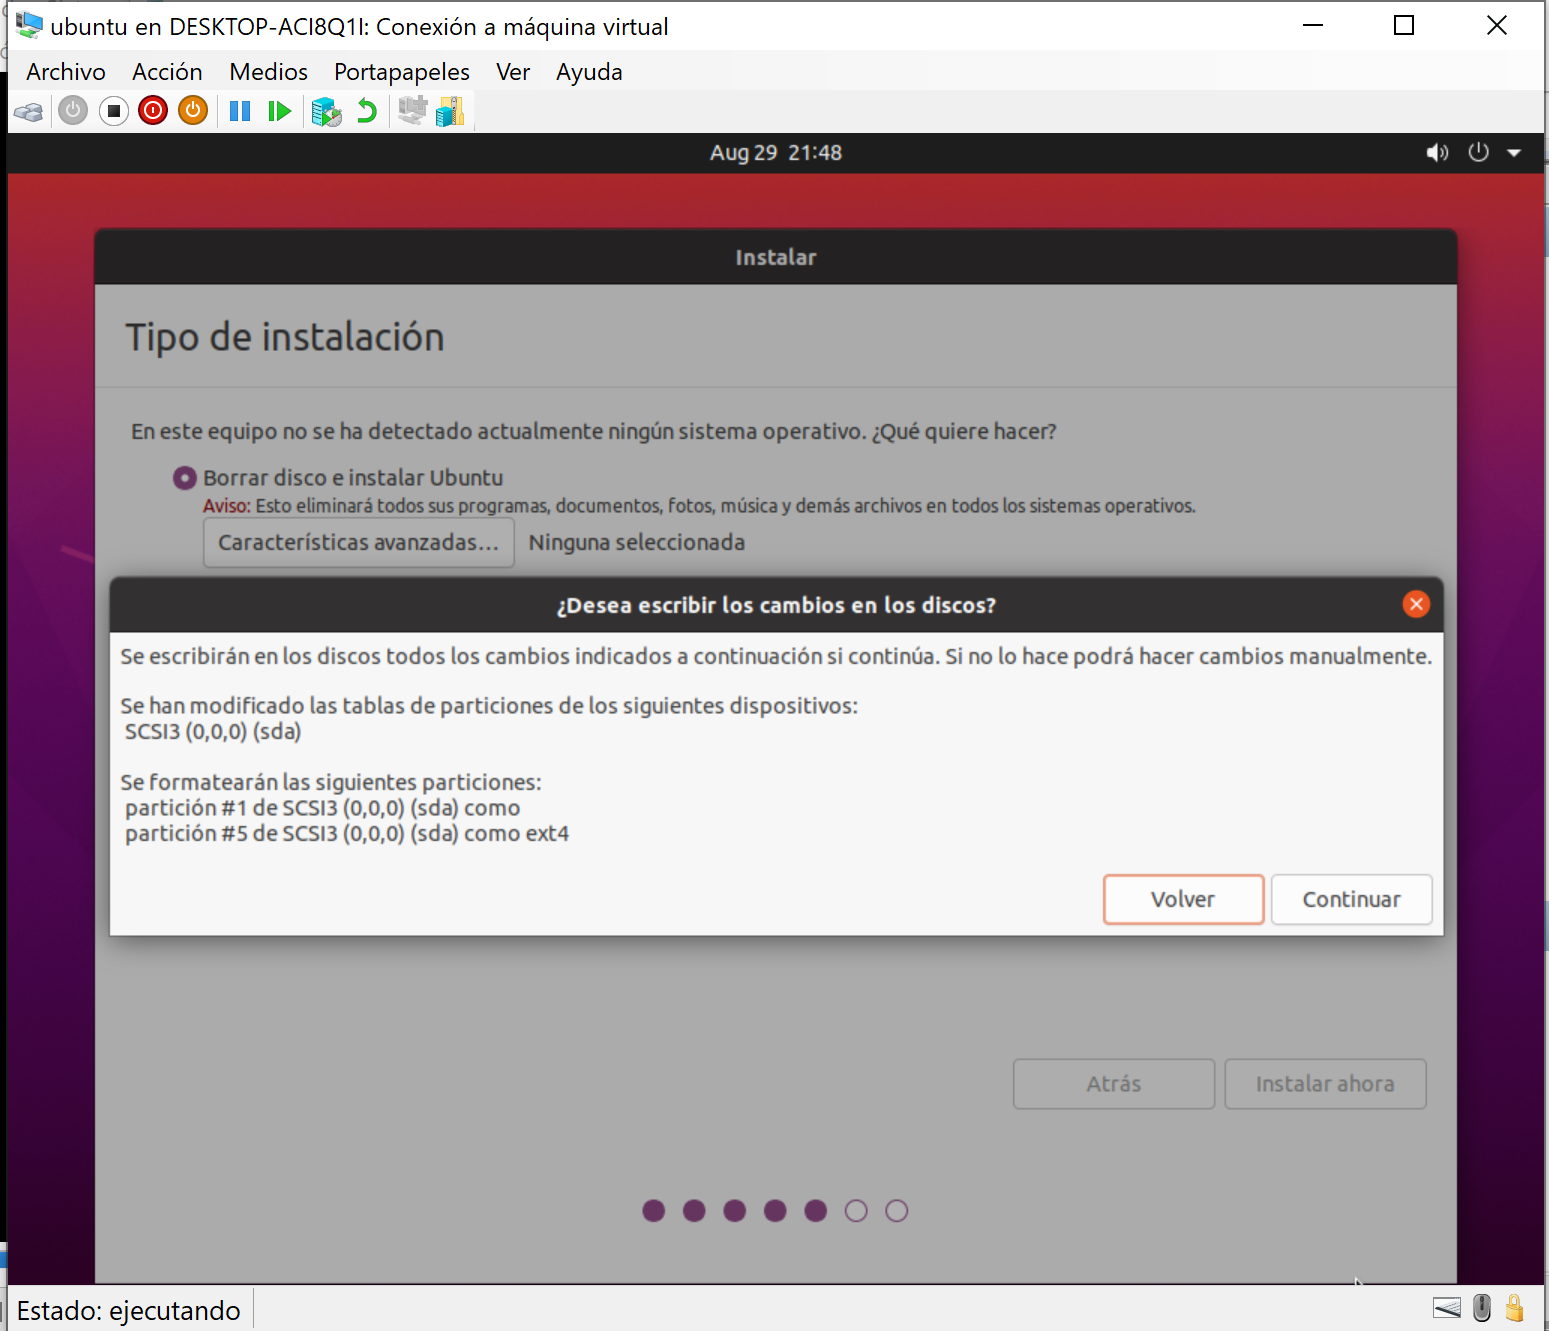 ubuntu en DESKTOP-ACI8Q1I: Conexión a máquina virtual
Archivo Acción Medios Portapapeles Ver Ayuda
Aug 29 21:48
Instalar
Tipo de instalación
En este equipo no se ha detectado actualmente ningún sistema operativo. ¿Qué quiere hacer?
Borrar disco e instalar Ubuntu
Aviso: Esto eliminará todos sus programas, documentos, fotos, música y demás archivos en todos los sistemas operativos.
Características avanzadas... Ninguna seleccionada
¿Desea escribir los cambios en los discos?
Se escribirán en los discos todos los cambios indicados a continuación si continúa. Si no lo hace podrá hacer cambios manualmente.
Se han modificado las tablas de particiones de los siguientes dispositivos:
SCSI3 (0,0,0) (sda)
Se formatearán las siguientes particiones:
partición #1 de SCSI3 (0,0,0) (sda) como
partición #5 de SCSI3 (0,0,0) (sda) como ext4
Volver Continuar
Atrás Instalar ahora
Estado: ejecutando